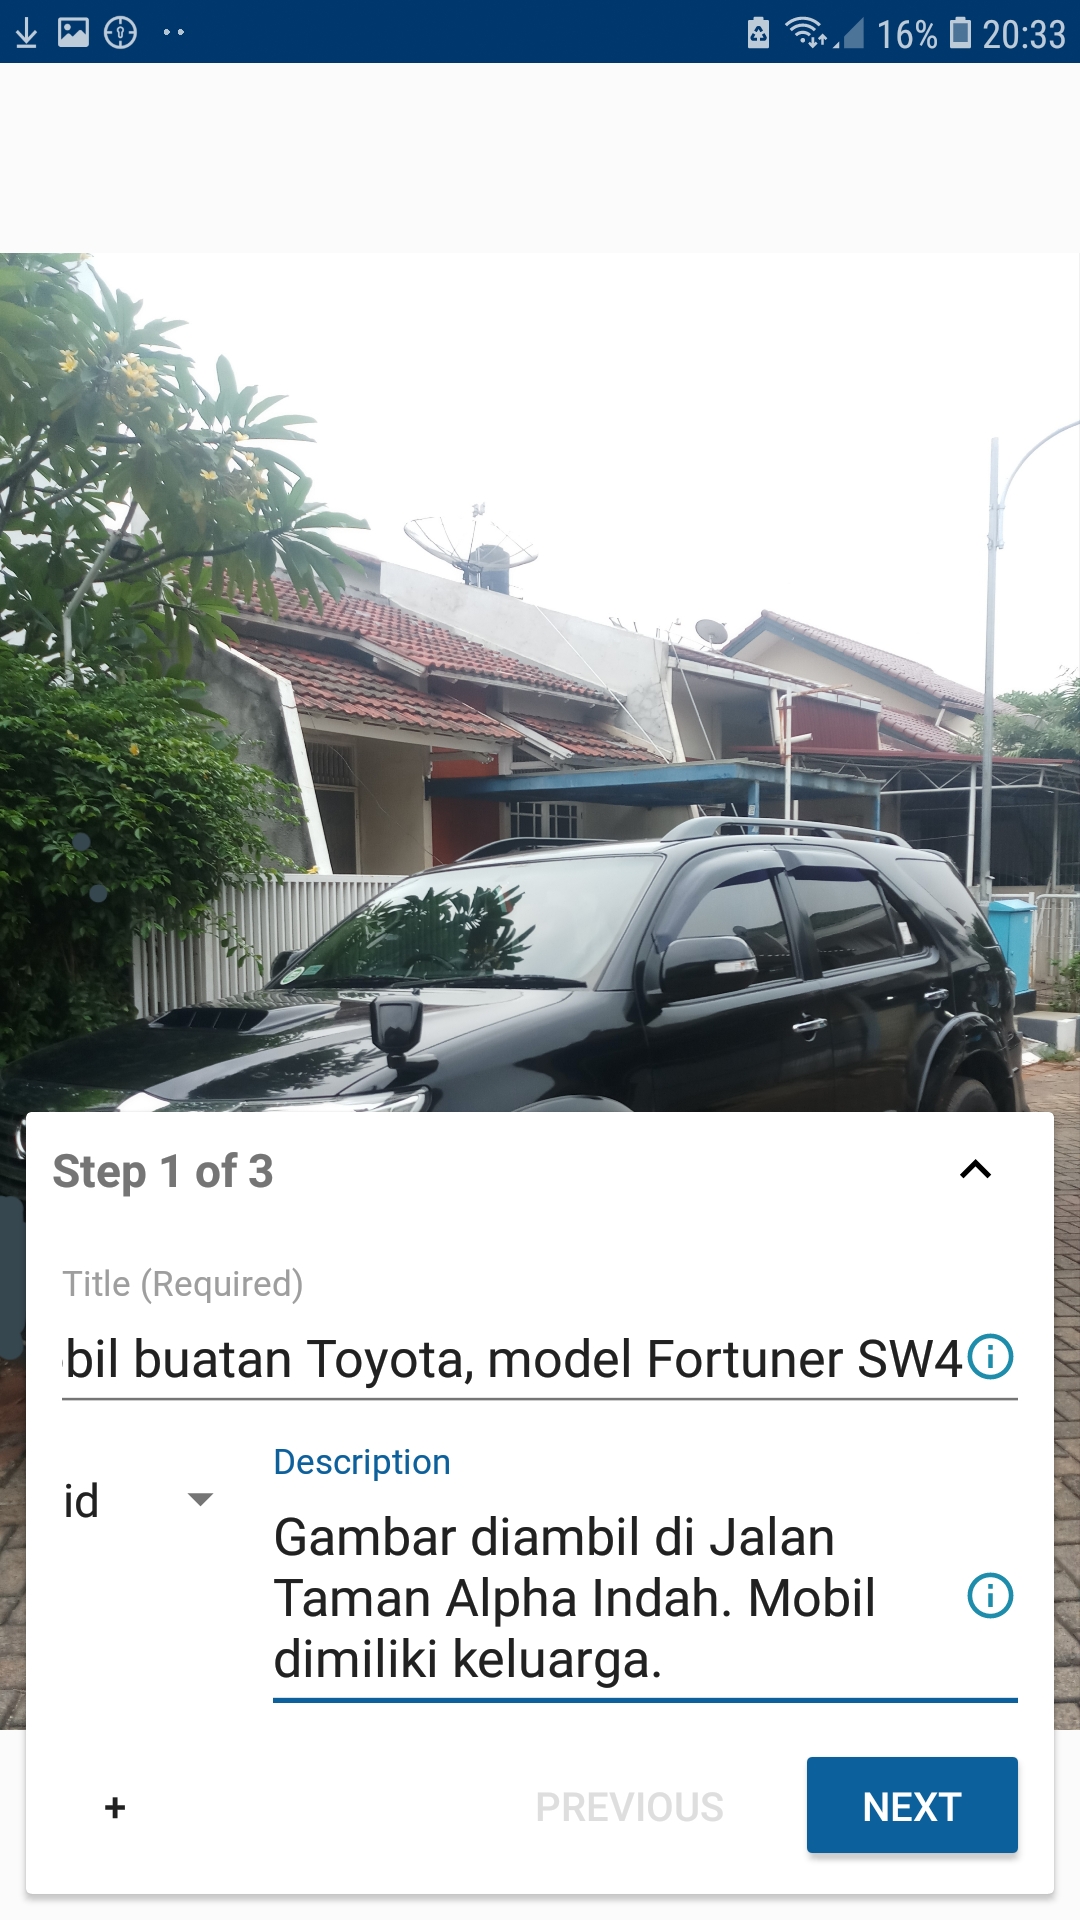 16% 20:33
Step 1 of 3
Title (Required)
bil buatan Toyota, model Fortuner SW4
Description
id
Gambar diambil di Jalan
Taman Alpha Indah. Mobil
dimiliki keluarga.
+ PREVIOUS NEXT